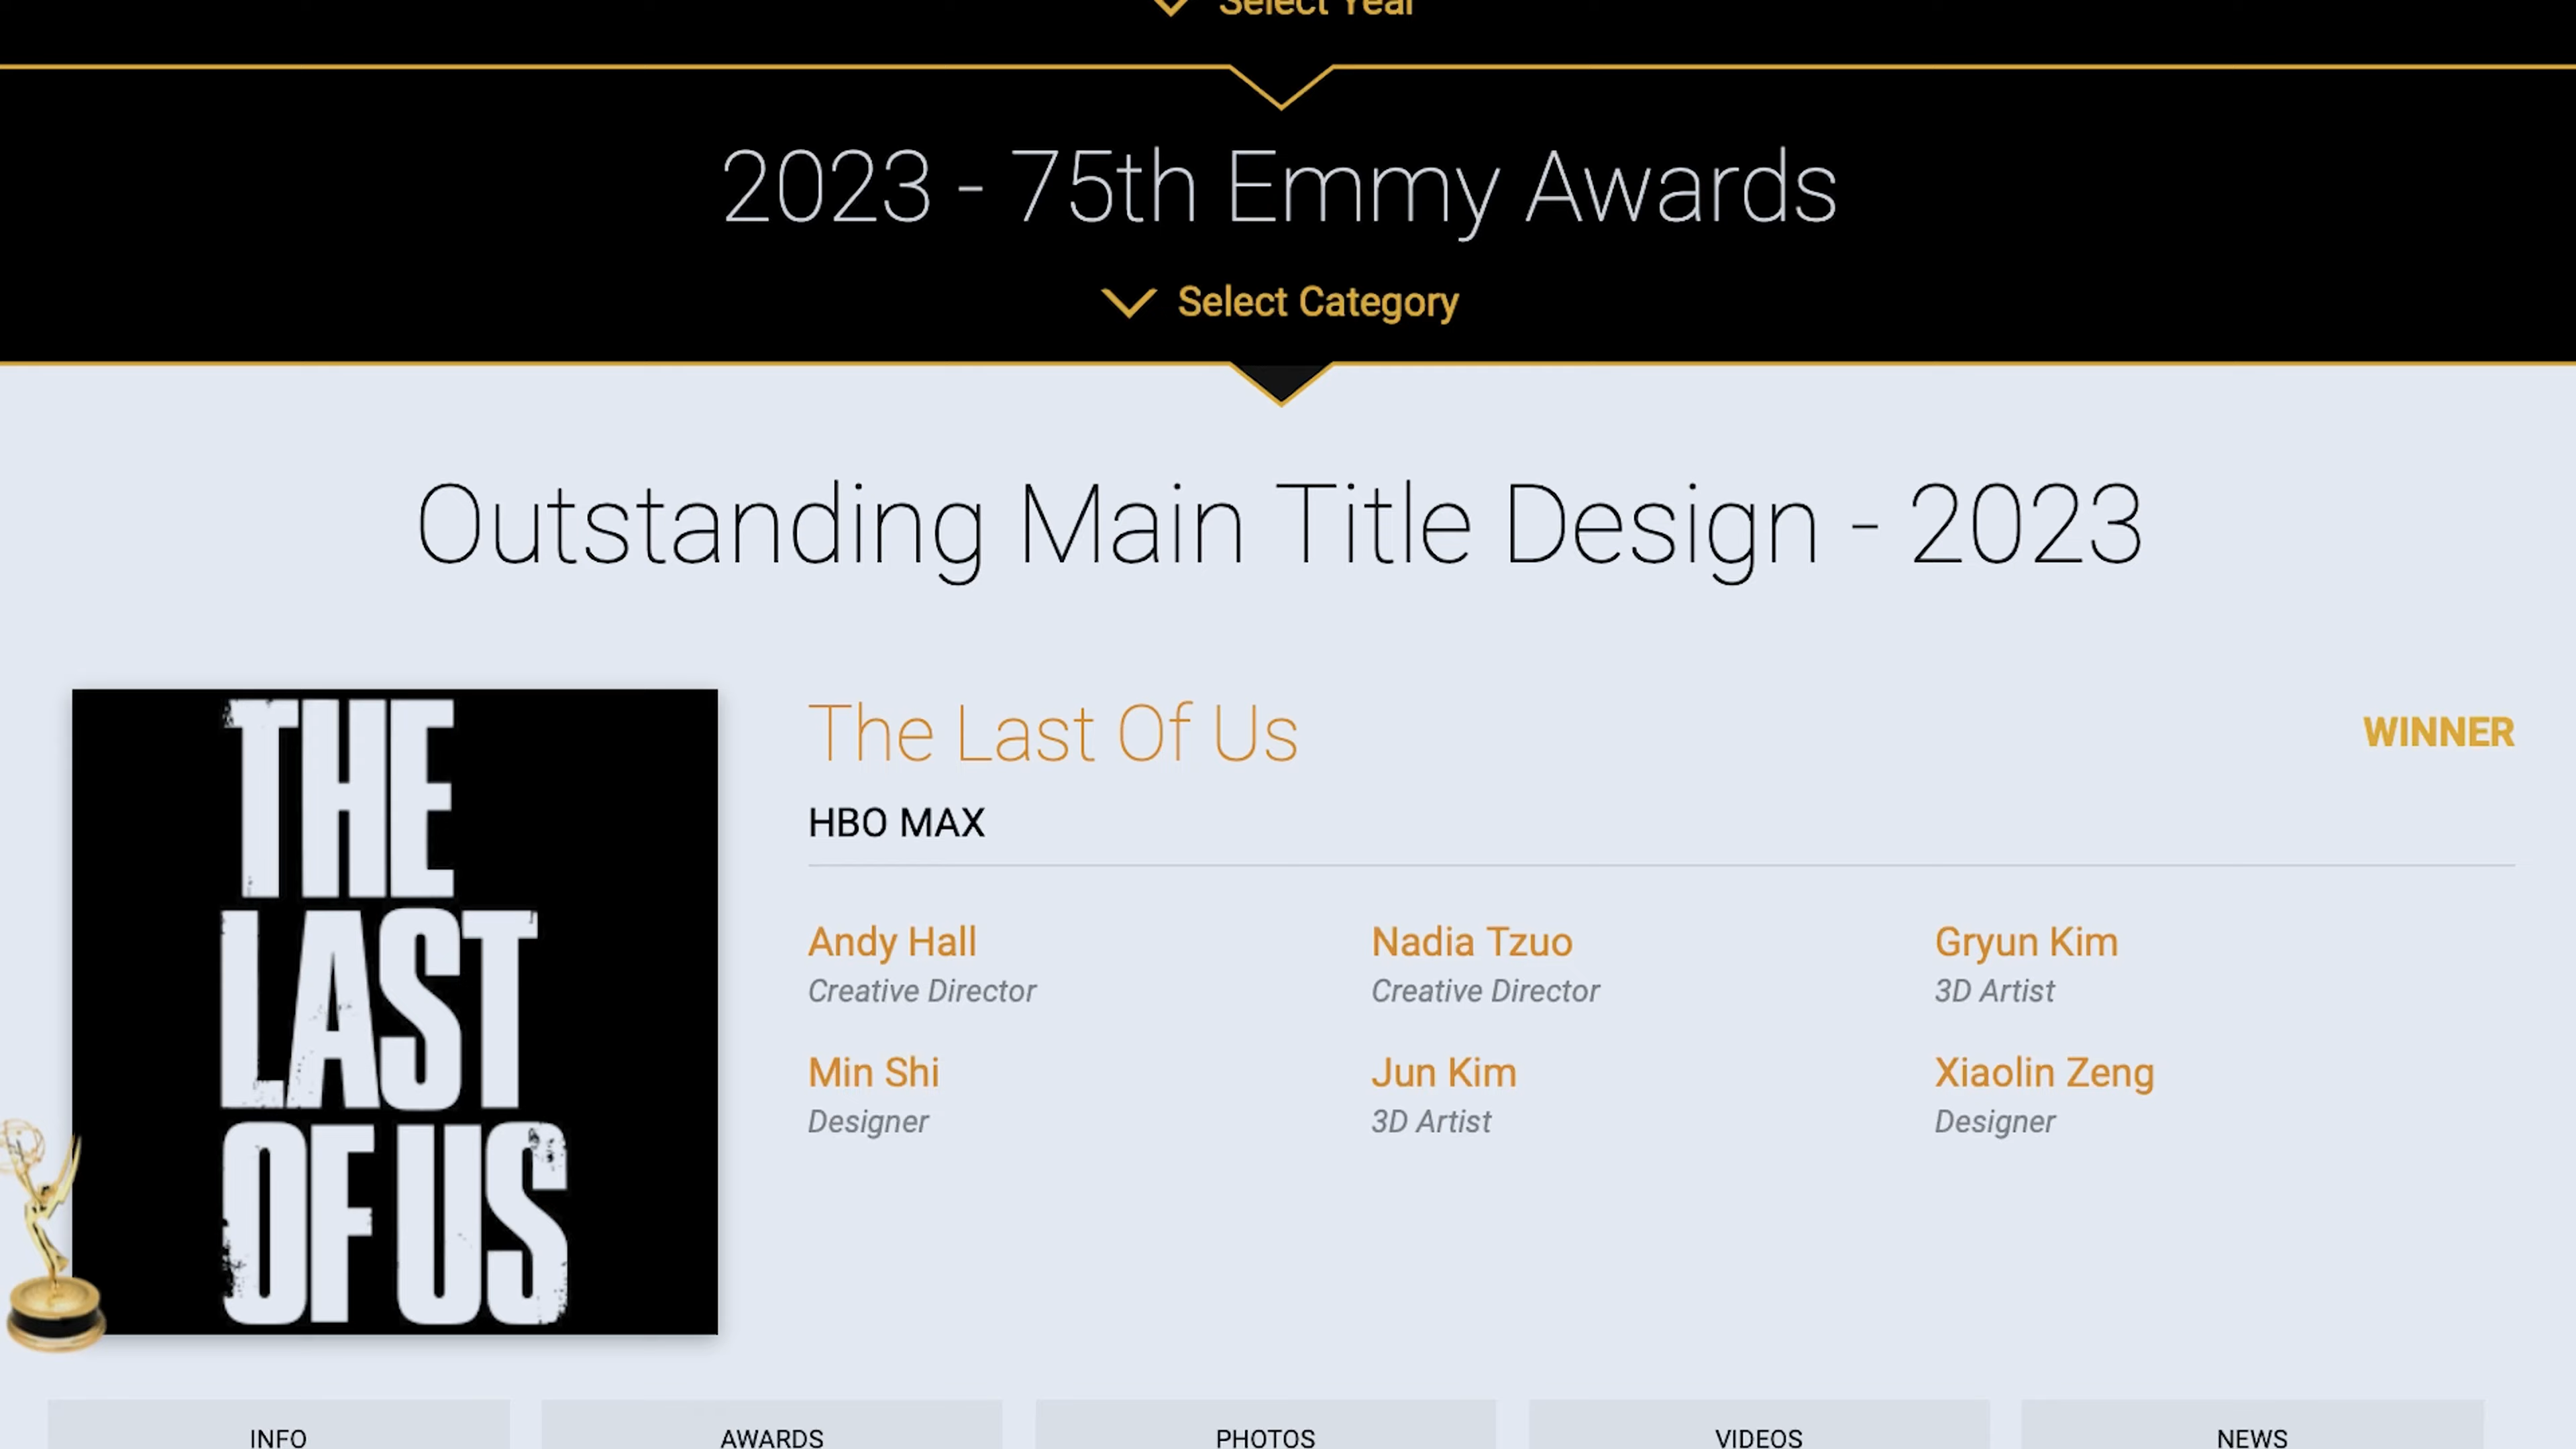 Select Year
2023 - 75th Emmy Awards
Select Category
Outstanding Main Title Design - 2023
THE
LAST
OF US
The Last Of Us
WINNER
HBO MAX
Andy Hall
Creative Director
Nadia Tzuo
Creative Director
Gryun Kim
3D Artist
Min Shi
Designer
Jun Kim
3D Artist
Xiaolin Zeng
Designer
INFO
AWARDS
PHOTOS
VIDEOS
NEWS